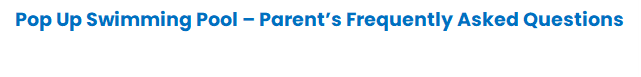 Pop Up Swimming Pool – Parent’s Frequently Asked Questions